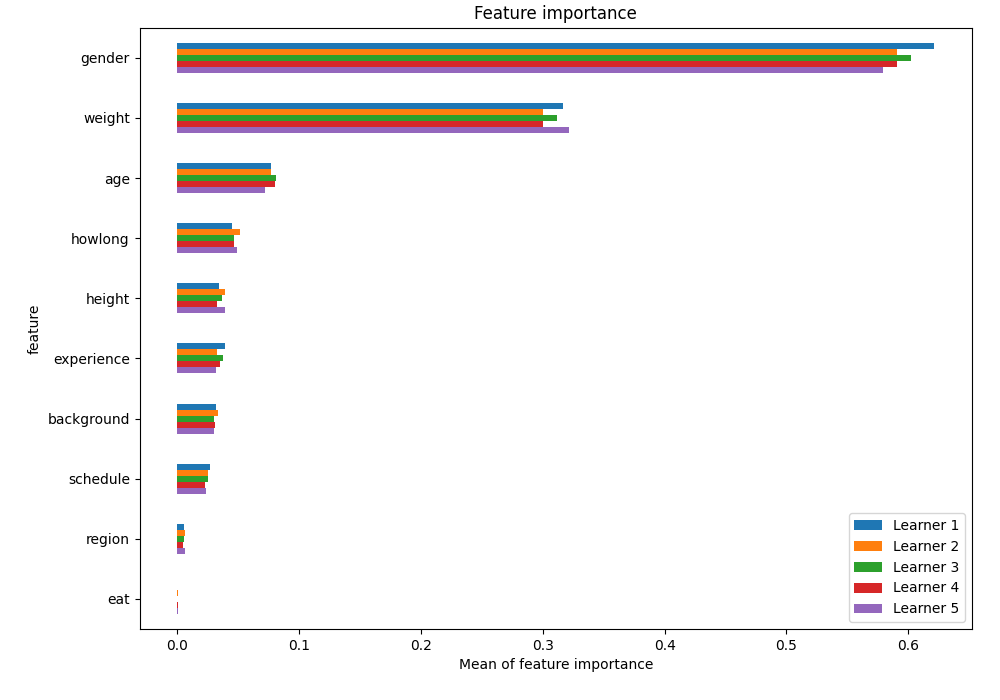 Feature importance
gender
weight
age
howlong
height
experience
background
schedule
region
eat
feature
0.0 0.1 0.2 0.3 0.4 0.5 0.6
Mean of feature importance
Learner 1
Learner 2
Learner 3
Learner 4
Learner 5